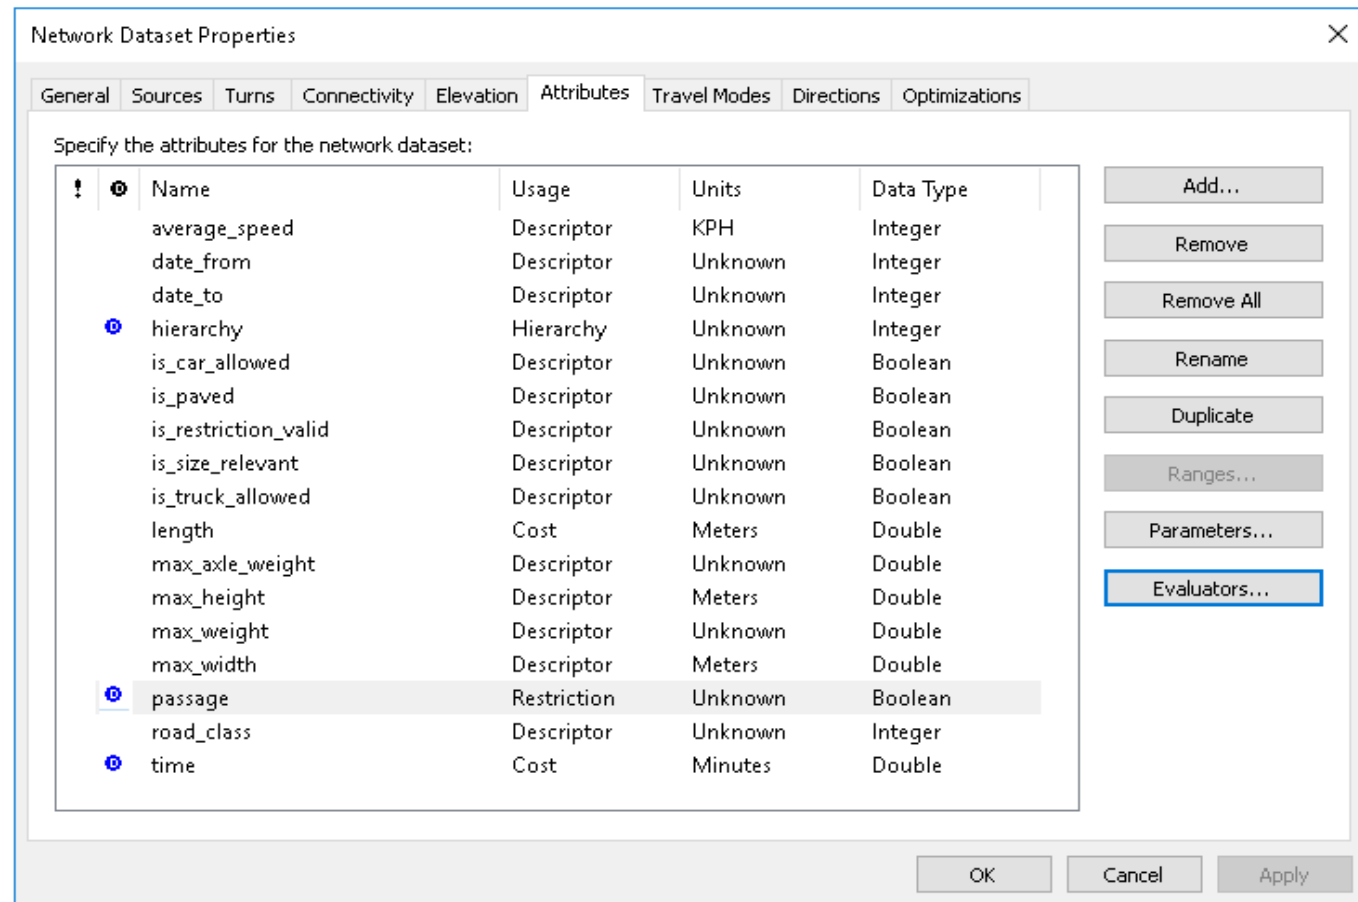 Network Dataset Properties
General Sources Turns Connectivity Elevation Attributes Travel Modes Directions Optimizations
Specify the attributes for the network dataset:
! D Name Usage Units Data Type
average_speed Descriptor KPH Integer
date_from Descriptor Unknown Integer
date_to Descriptor Unknown Integer
D hierarchy Hierarchy Unknown Integer
is_car_allowed Descriptor Unknown Boolean
is_paved Descriptor Unknown Boolean
is_restriction_valid Descriptor Unknown Boolean
is_size_relevant Descriptor Unknown Boolean
is_truck_allowed Descriptor Unknown Boolean
length Cost Meters Double
max_axle_weight Descriptor Unknown Double
max_height Descriptor Meters Double
max_weight Descriptor Unknown Double
max_width Descriptor Meters Double
D passage Restriction Unknown Boolean
road_class Descriptor Unknown Integer
D time Cost Minutes Double
Add...
Remove
Remove All
Rename
Duplicate
Ranges...
Parameters...
Evaluators...
OK Cancel Apply